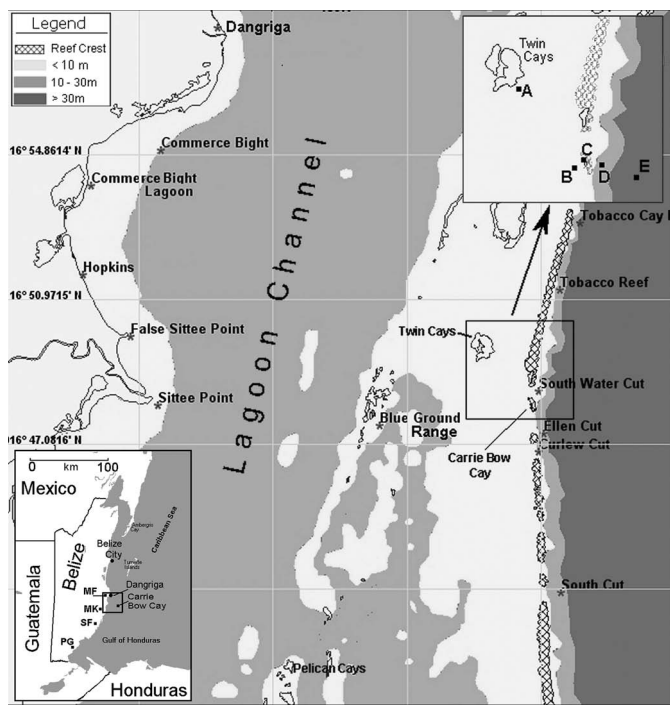 Legend
Reef Crest
< 10 m
10 - 30m
> 30m
Dangriga
Twin
Cays
A
B
C
D
E
16° 54.8614' N
Commerce Bight
Commerce Bight
Lagoon
Tobacco Cay
Hopkins
16° 50.9715' N
Tobacco Reef
Lagoon Channel
False Sittee Point
Twin Cays
South Water Cut
Sittee Point
Blue Ground
Range
Ellen Cut
Curlew Cut
16° 47.0816' N
Carrie Bow
Cay
South Cut
Pelican Cays
0 km 100
Mexico
Ambergris
Cay
Caribbean Sea
Belize
City
Turneffe
Islands
Belize
Guatemala
MF
Dangriga
MK
Carrie
Bow Cay
SF
PG
Gulf of Honduras
Honduras